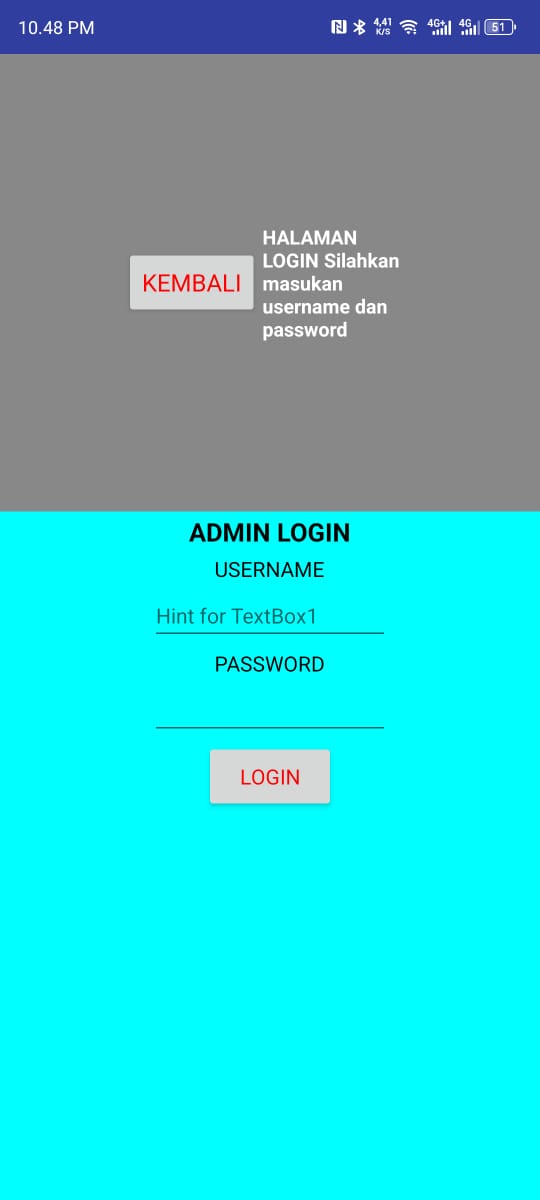 10.48 PM
4,41
K/S
4G+
4G
51
HALAMAN
LOGIN Silahkan
masukan
username dan
password
KEMBALI
ADMIN LOGIN
USERNAME
Hint for TextBox1
PASSWORD
LOGIN